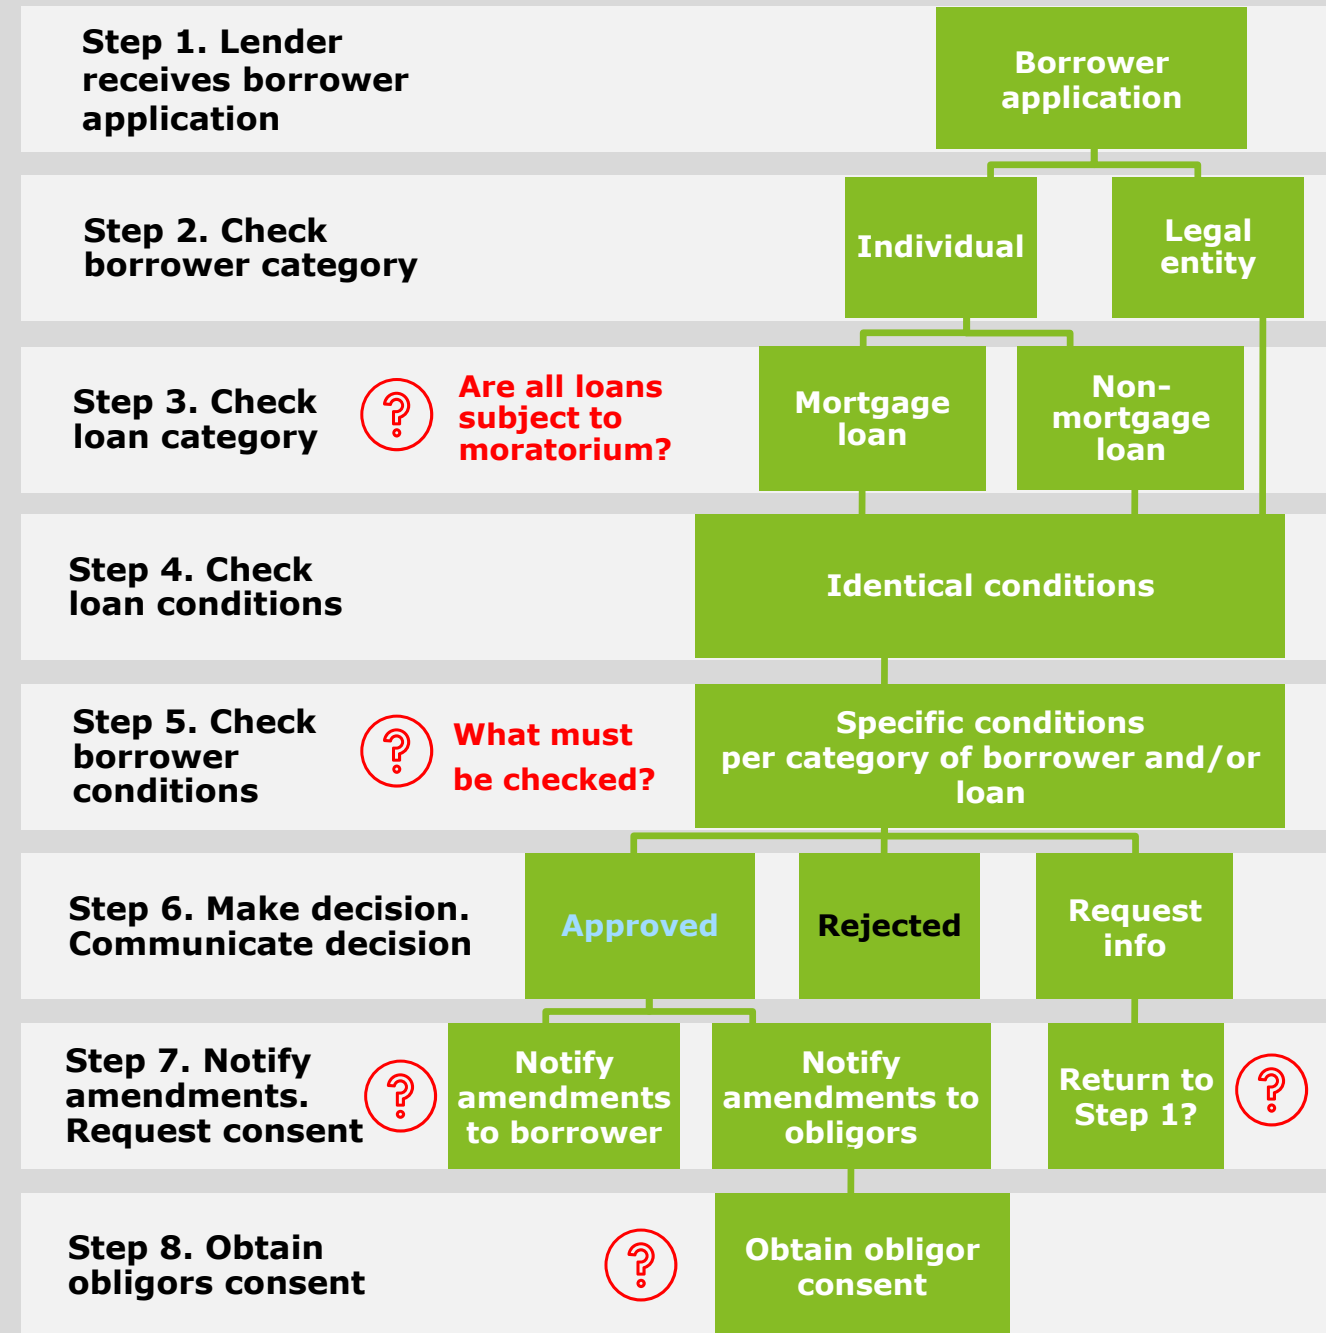 Step 1. Lender
receives borrower
application
Borrower
application
Step 2. Check
borrower category
Individual
Legal
entity
Step 3. Check
loan category
?
Are all loans
subject to
moratorium?
Mortgage
loan
Non-
mortgage
loan
Step 4. Check
loan conditions
Identical conditions
Step 5. Check
borrower
conditions
?
What must
be checked?
Specific conditions
per category of borrower and/or
loan
Step 6. Make decision.
Communicate decision
Approved
Rejected
Request
info
Step 7. Notify
amendments.
Request consent
?
Notify
amendments
to borrower
Notify
amendments to
obligors
Return to
Step 1?
?
Step 8. Obtain
obligors consent
?
Obtain obligor
consent